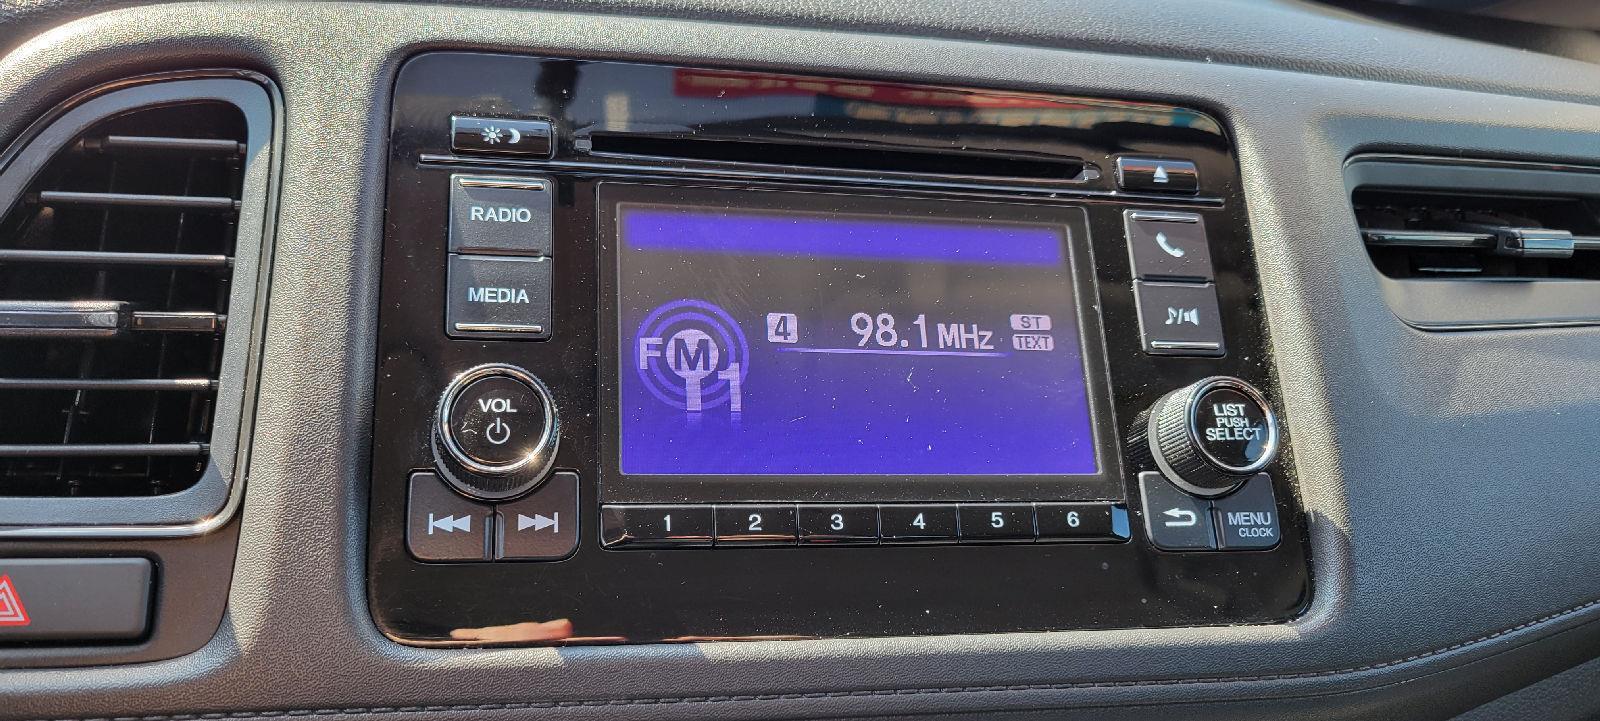 RADIO
MEDIA
VOL
FM1
4
98.1 MHz
ST
TEXT
LIST
PUSH
SELECT
1 2 3 4 5 6
MENU
CLOCK